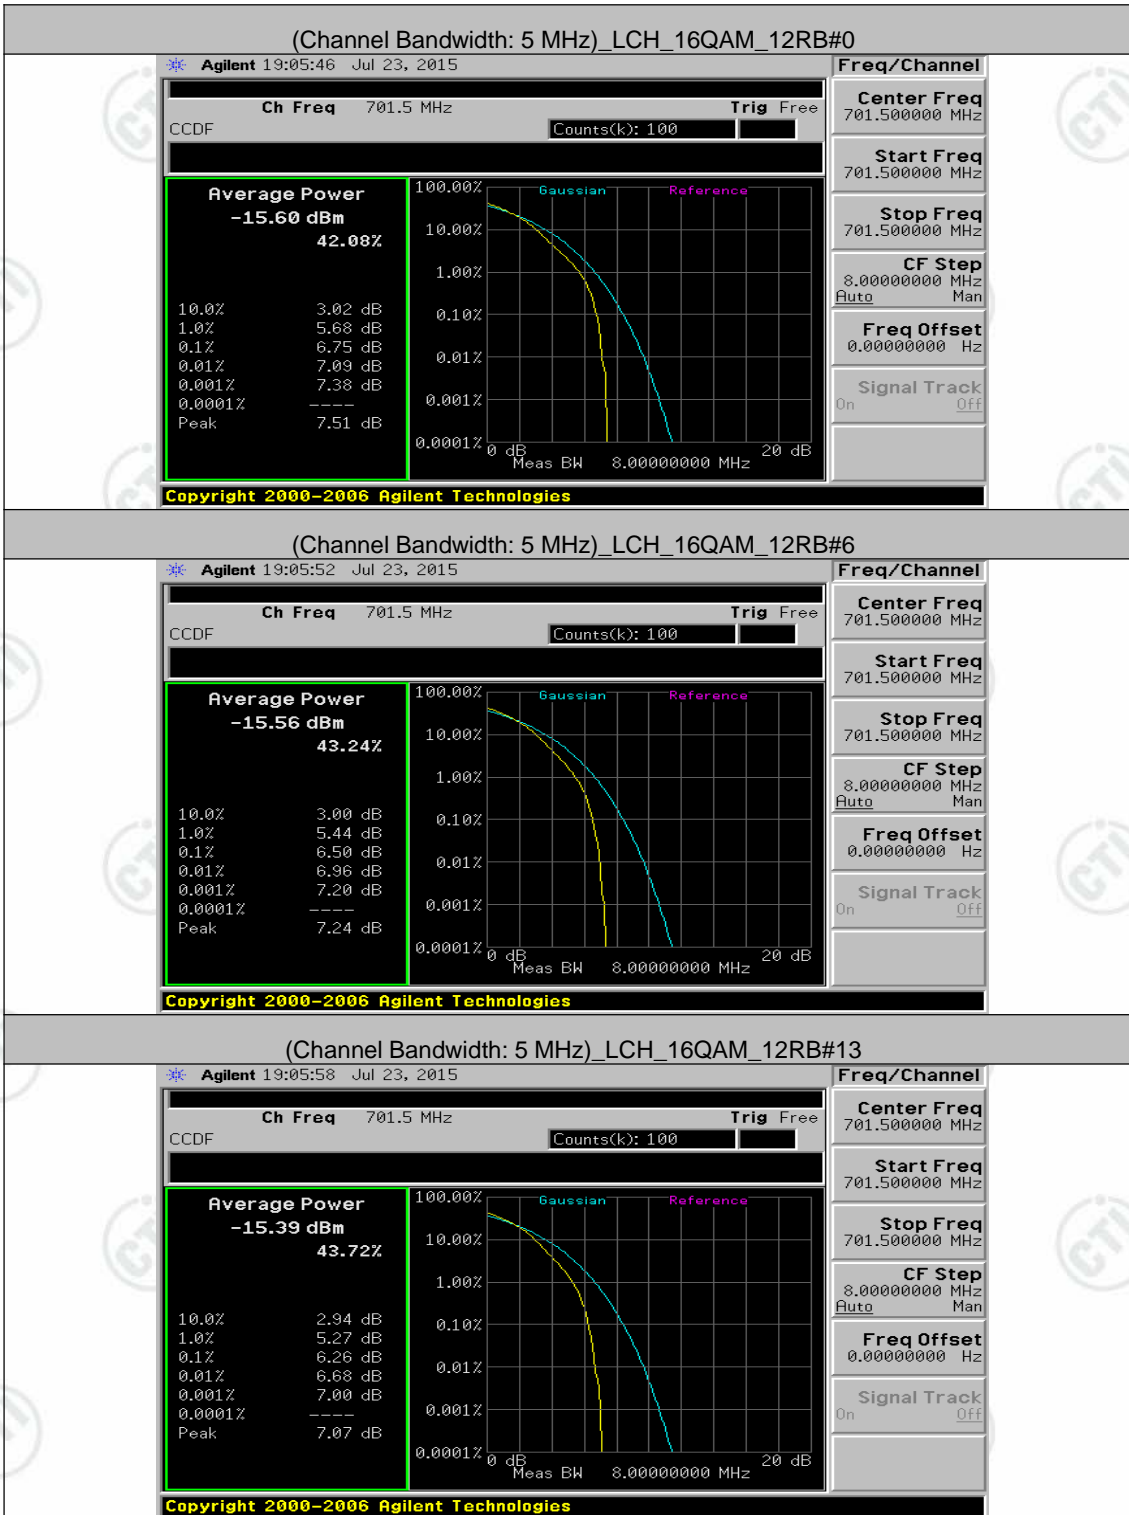 (Channel Bandwidth: 5 MHz)_LCH_16QAM_12RB#0
Agilent 19:05:46 Jul 23, 2015
Freq/Channel
Ch Freq 701.5 MHz Trig Free
CCDF Counts(k): 100
Average Power
-15.60 dBm
42.08%
10.0% 3.02 dB
1.0% 5.68 dB
0.1% 6.75 dB
0.01% 7.09 dB
0.001% 7.38 dB
0.0001% ----
Peak 7.51 dB
Gaussian Reference
100.00%
10.00%
1.00%
0.10%
0.01%
0.001%
0.0001%
0 dB 20 dB
Meas BW 8.00000000 MHz
Center Freq
701.500000 MHz
Start Freq
701.500000 MHz
Stop Freq
701.500000 MHz
CF Step
8.00000000 MHz
Auto Man
Freq Offset
0.00000000 Hz
Signal Track
On Off
Copyright 2000-2006 Agilent Technologies
(Channel Bandwidth: 5 MHz)_LCH_16QAM_12RB#6
Agilent 19:05:52 Jul 23, 2015
Freq/Channel
Ch Freq 701.5 MHz Trig Free
CCDF Counts(k): 100
Average Power
-15.56 dBm
43.24%
10.0% 3.00 dB
1.0% 5.44 dB
0.1% 6.50 dB
0.01% 6.96 dB
0.001% 7.20 dB
0.0001% ----
Peak 7.24 dB
Gaussian Reference
100.00%
10.00%
1.00%
0.10%
0.01%
0.001%
0.0001%
0 dB 20 dB
Meas BW 8.00000000 MHz
Center Freq
701.500000 MHz
Start Freq
701.500000 MHz
Stop Freq
701.500000 MHz
CF Step
8.00000000 MHz
Auto Man
Freq Offset
0.00000000 Hz
Signal Track
On Off
Copyright 2000-2006 Agilent Technologies
(Channel Bandwidth: 5 MHz)_LCH_16QAM_12RB#13
Agilent 19:05:58 Jul 23, 2015
Freq/Channel
Ch Freq 701.5 MHz Trig Free
CCDF Counts(k): 100
Average Power
-15.39 dBm
43.72%
10.0% 2.94 dB
1.0% 5.27 dB
0.1% 6.26 dB
0.01% 6.68 dB
0.001% 7.00 dB
0.0001% ----
Peak 7.07 dB
Gaussian Reference
100.00%
10.00%
1.00%
0.10%
0.01%
0.001%
0.0001%
0 dB 20 dB
Meas BW 8.00000000 MHz
Center Freq
701.500000 MHz
Start Freq
701.500000 MHz
Stop Freq
701.500000 MHz
CF Step
8.00000000 MHz
Auto Man
Freq Offset
0.00000000 Hz
Signal Track
On Off
Copyright 2000-2006 Agilent Technologies
CTI
CTI
CTI
CTI
CTI
CTI
CTI
CTI